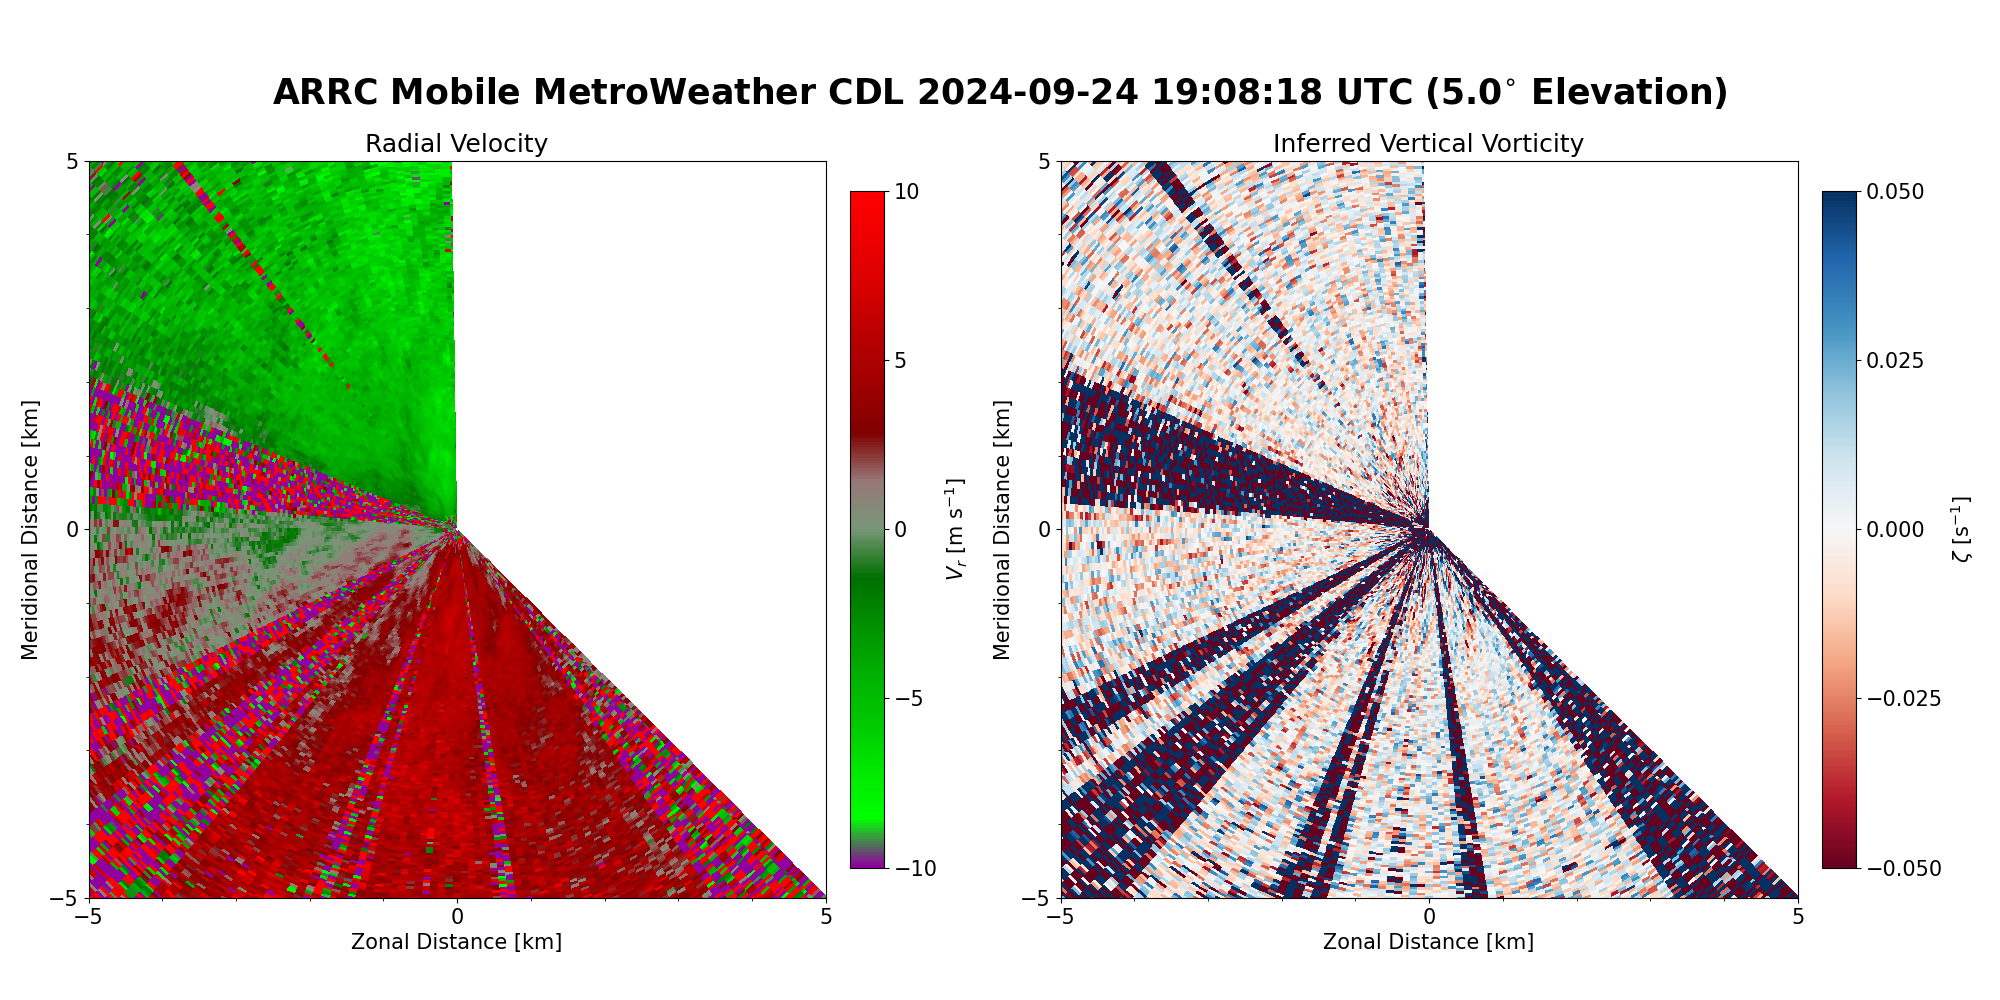 ARRC Mobile MetroWeather CDL 2024-09-24 19:08:18 UTC (5.0° Elevation)
Radial Velocity
5
0
−5
−5
0
5
Meridional Distance [km]
Zonal Distance [km]
10
5
0
−5
−10
Vr [m s⁻¹]
Inferred Vertical Vorticity
5
0
−5
−5
0
5
Meridional Distance [km]
Zonal Distance [km]
0.050
0.025
0.000
−0.025
−0.050
ζ [s⁻¹]